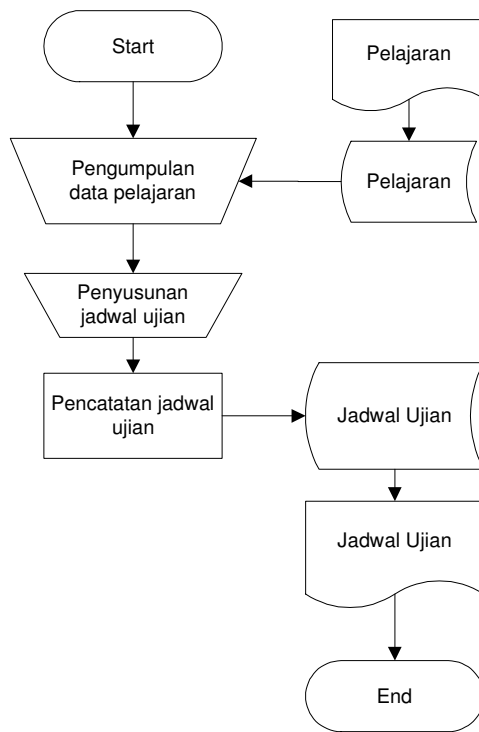 Start
Pelajaran
Pengumpulan
data pelajaran
Pelajaran
Penyusunan
jadwal ujian
Pencatatan jadwal
ujian
Jadwal Ujian
Jadwal Ujian
End